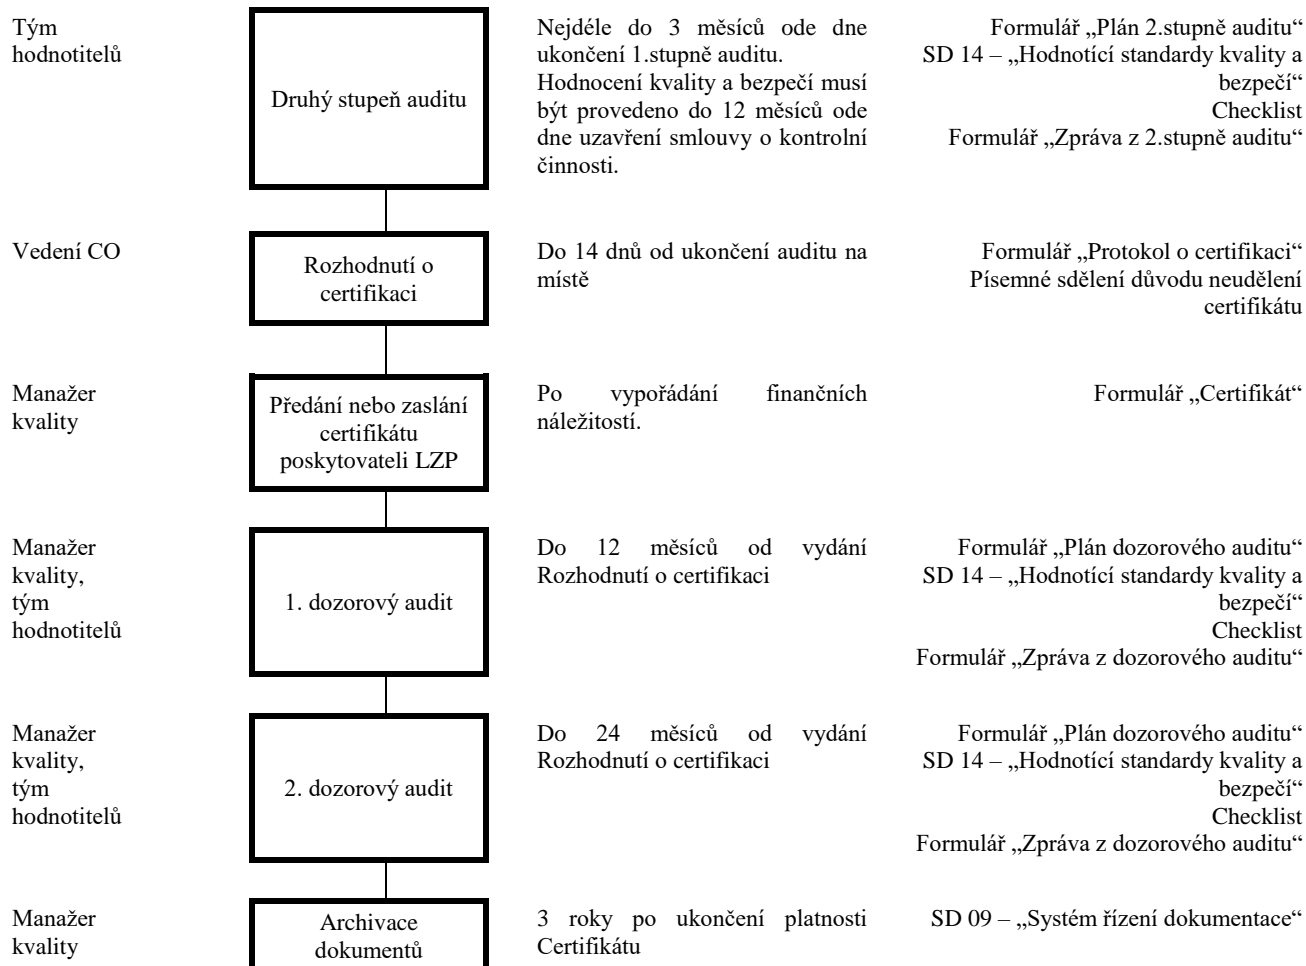 Tým
hodnotitelů
Druhý stupeň auditu
Nejdéle do 3 měsíců ode dne
ukončení 1.stupně auditu.
Hodnocení kvality a bezpečí musí
být provedeno do 12 měsíců ode
dne uzavření smlouvy o kontrolní
činnosti.
Formulář „Plán 2.stupně auditu“
SD 14 – „Hodnotící standardy kvality a
bezpečí“
Checklist
Formulář „Zpráva z 2.stupně auditu“
Vedení CO
Rozhodnutí o
certifikaci
Do 14 dnů od ukončení auditu na
místě
Formulář „Protokol o certifikaci“
Písemné sdělení důvodu neudělení
certifikátu
Manažer
kvality
Předání nebo zaslání
certifikátu
poskytovateli LZP
Po vypořádání finančních
náležitostí.
Formulář „Certifikát“
Manažer
kvality,
tým
hodnotitelů
1. dozorový audit
Do 12 měsíců od vydání
Rozhodnutí o certifikaci
Formulář „Plán dozorového auditu“
SD 14 – „Hodnotící standardy kvality a
bezpečí“
Checklist
Formulář „Zpráva z dozorového auditu“
Manažer
kvality,
tým
hodnotitelů
2. dozorový audit
Do 24 měsíců od vydání
Rozhodnutí o certifikaci
Formulář „Plán dozorového auditu“
SD 14 – „Hodnotící standardy kvality a
bezpečí“
Checklist
Formulář „Zpráva z dozorového auditu“
Manažer
kvality
Archivace
dokumentů
3 roky po ukončení platnosti
Certifikátu
SD 09 – „Systém řízení dokumentace“